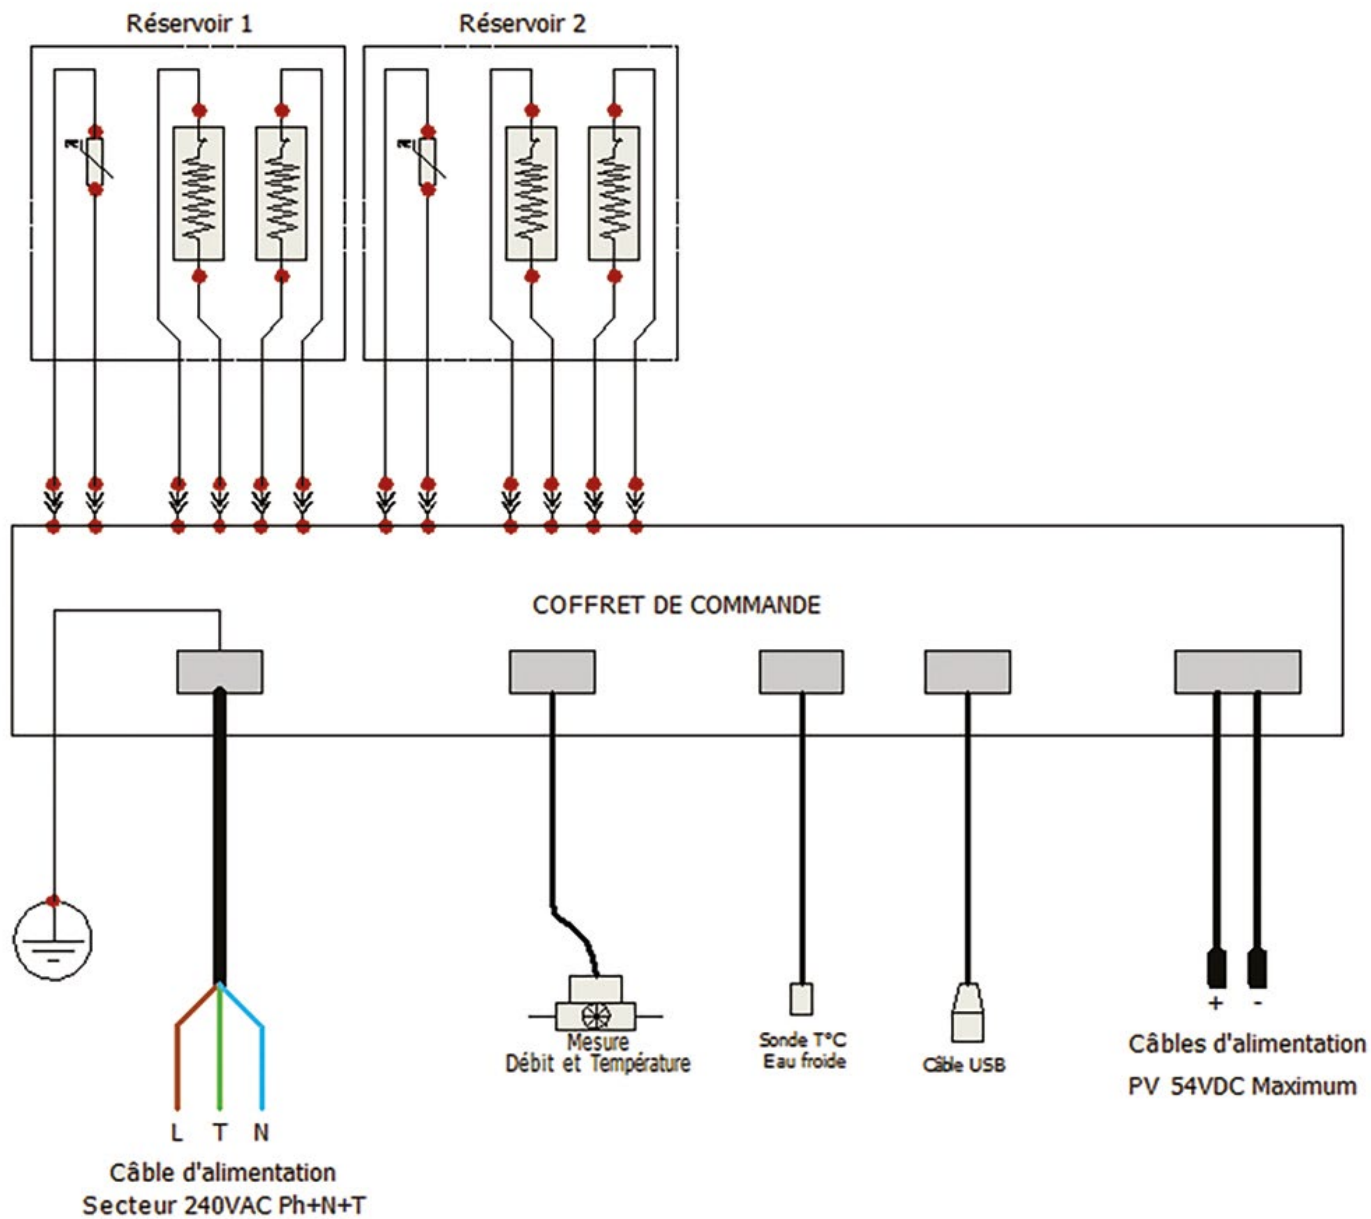 Réservoir 1
Réservoir 2
COFFRET DE COMMANDE
L T N
Câble d'alimentation
Secteur 240VAC Ph+N+T
Mesure
Débit et Température
Sonde T°C
Eau froide
Câble USB
+ -
Câbles d'alimentation
PV 54VDC Maximum